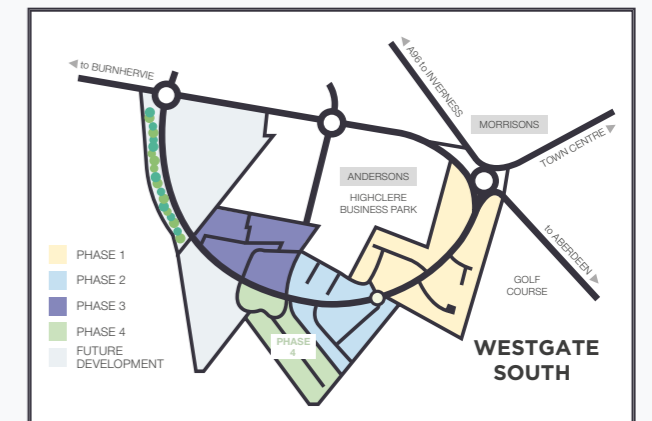 to BURNHERVIE
A96 to INVERNESS
MORRISONS
TOWN CENTRE
ANDERSONS
HIGHCLERE
BUSINESS PARK
to ABERDEEN
GOLF
COURSE
PHASE 1
PHASE 2
PHASE 3
PHASE 4
FUTURE
DEVELOPMENT
PHASE
4
WESTGATE
SOUTH